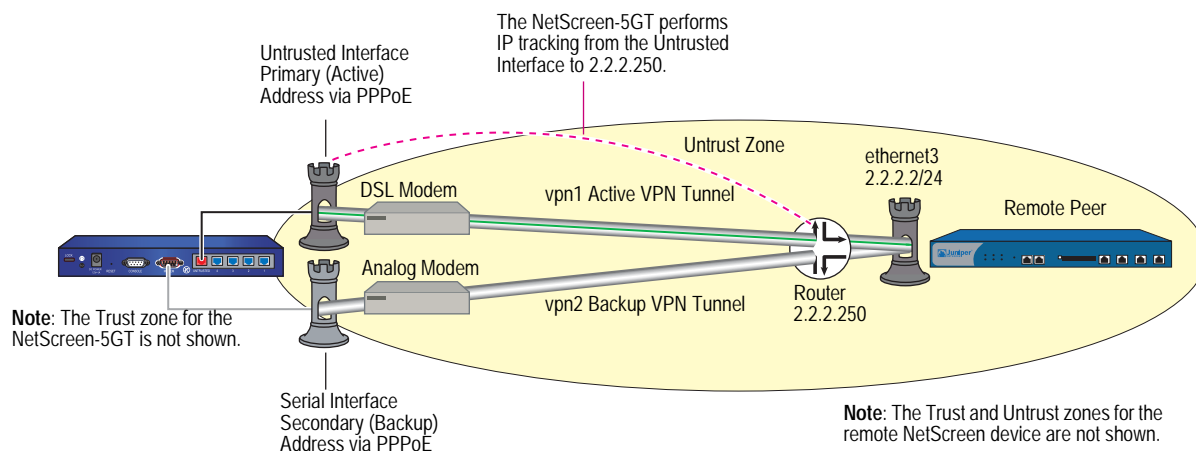 The NetScreen-5GT performs
IP tracking from the Untrusted
Interface to 2.2.2.250.
Untrusted Interface
Primary (Active)
Address via PPPoE
Untrust Zone
ethernet3
2.2.2.2/24
DSL Modem
vpn1 Active VPN Tunnel
Remote Peer
Juniper
Analog Modem
vpn2 Backup VPN Tunnel
Router
2.2.2.250
Note: The Trust zone for the
NetScreen-5GT is not shown.
Serial Interface
Secondary (Backup)
Address via PPPoE
Note: The Trust and Untrust zones for the
remote NetScreen device are not shown.